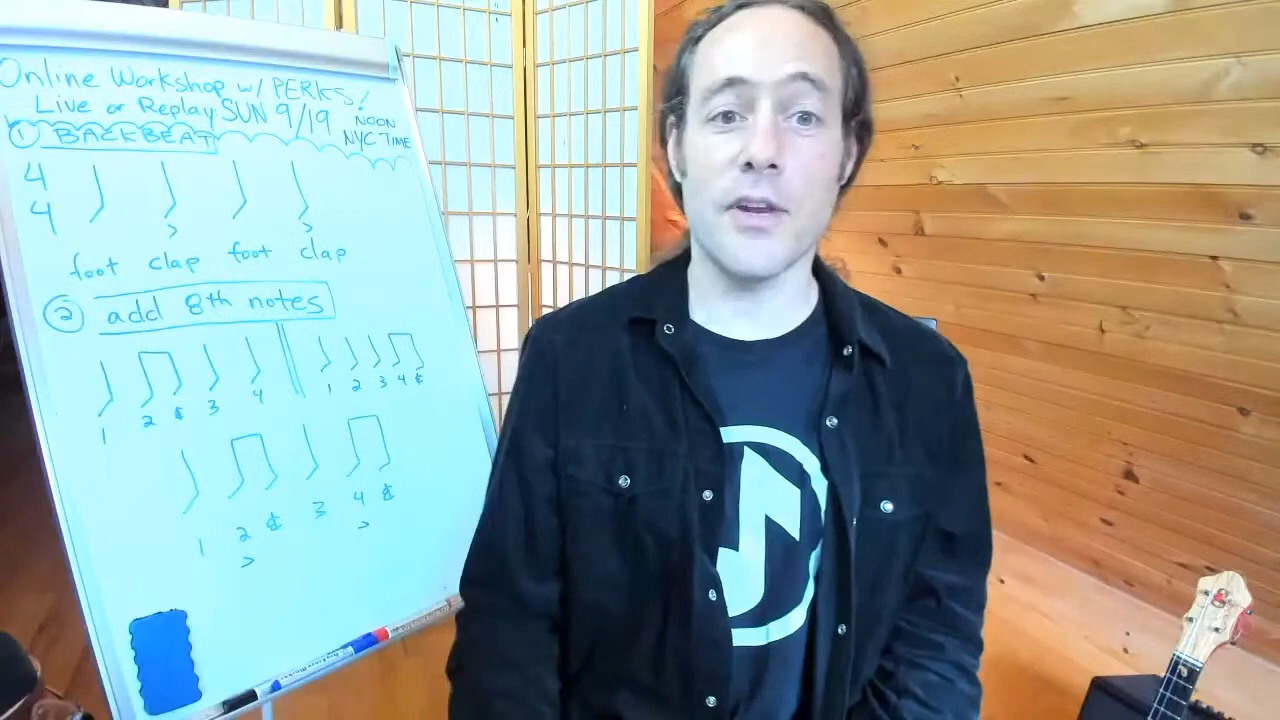 Online Workshop w/ PERKS!
Live or Replay SUN 9/19 NOON
NYC TIME
① BACKBEAT
4
4
> >
foot clap foot clap
② add 8th notes
1 2 & 3 4 1 2 3 4 &
1 2 & 3 4 &
> >